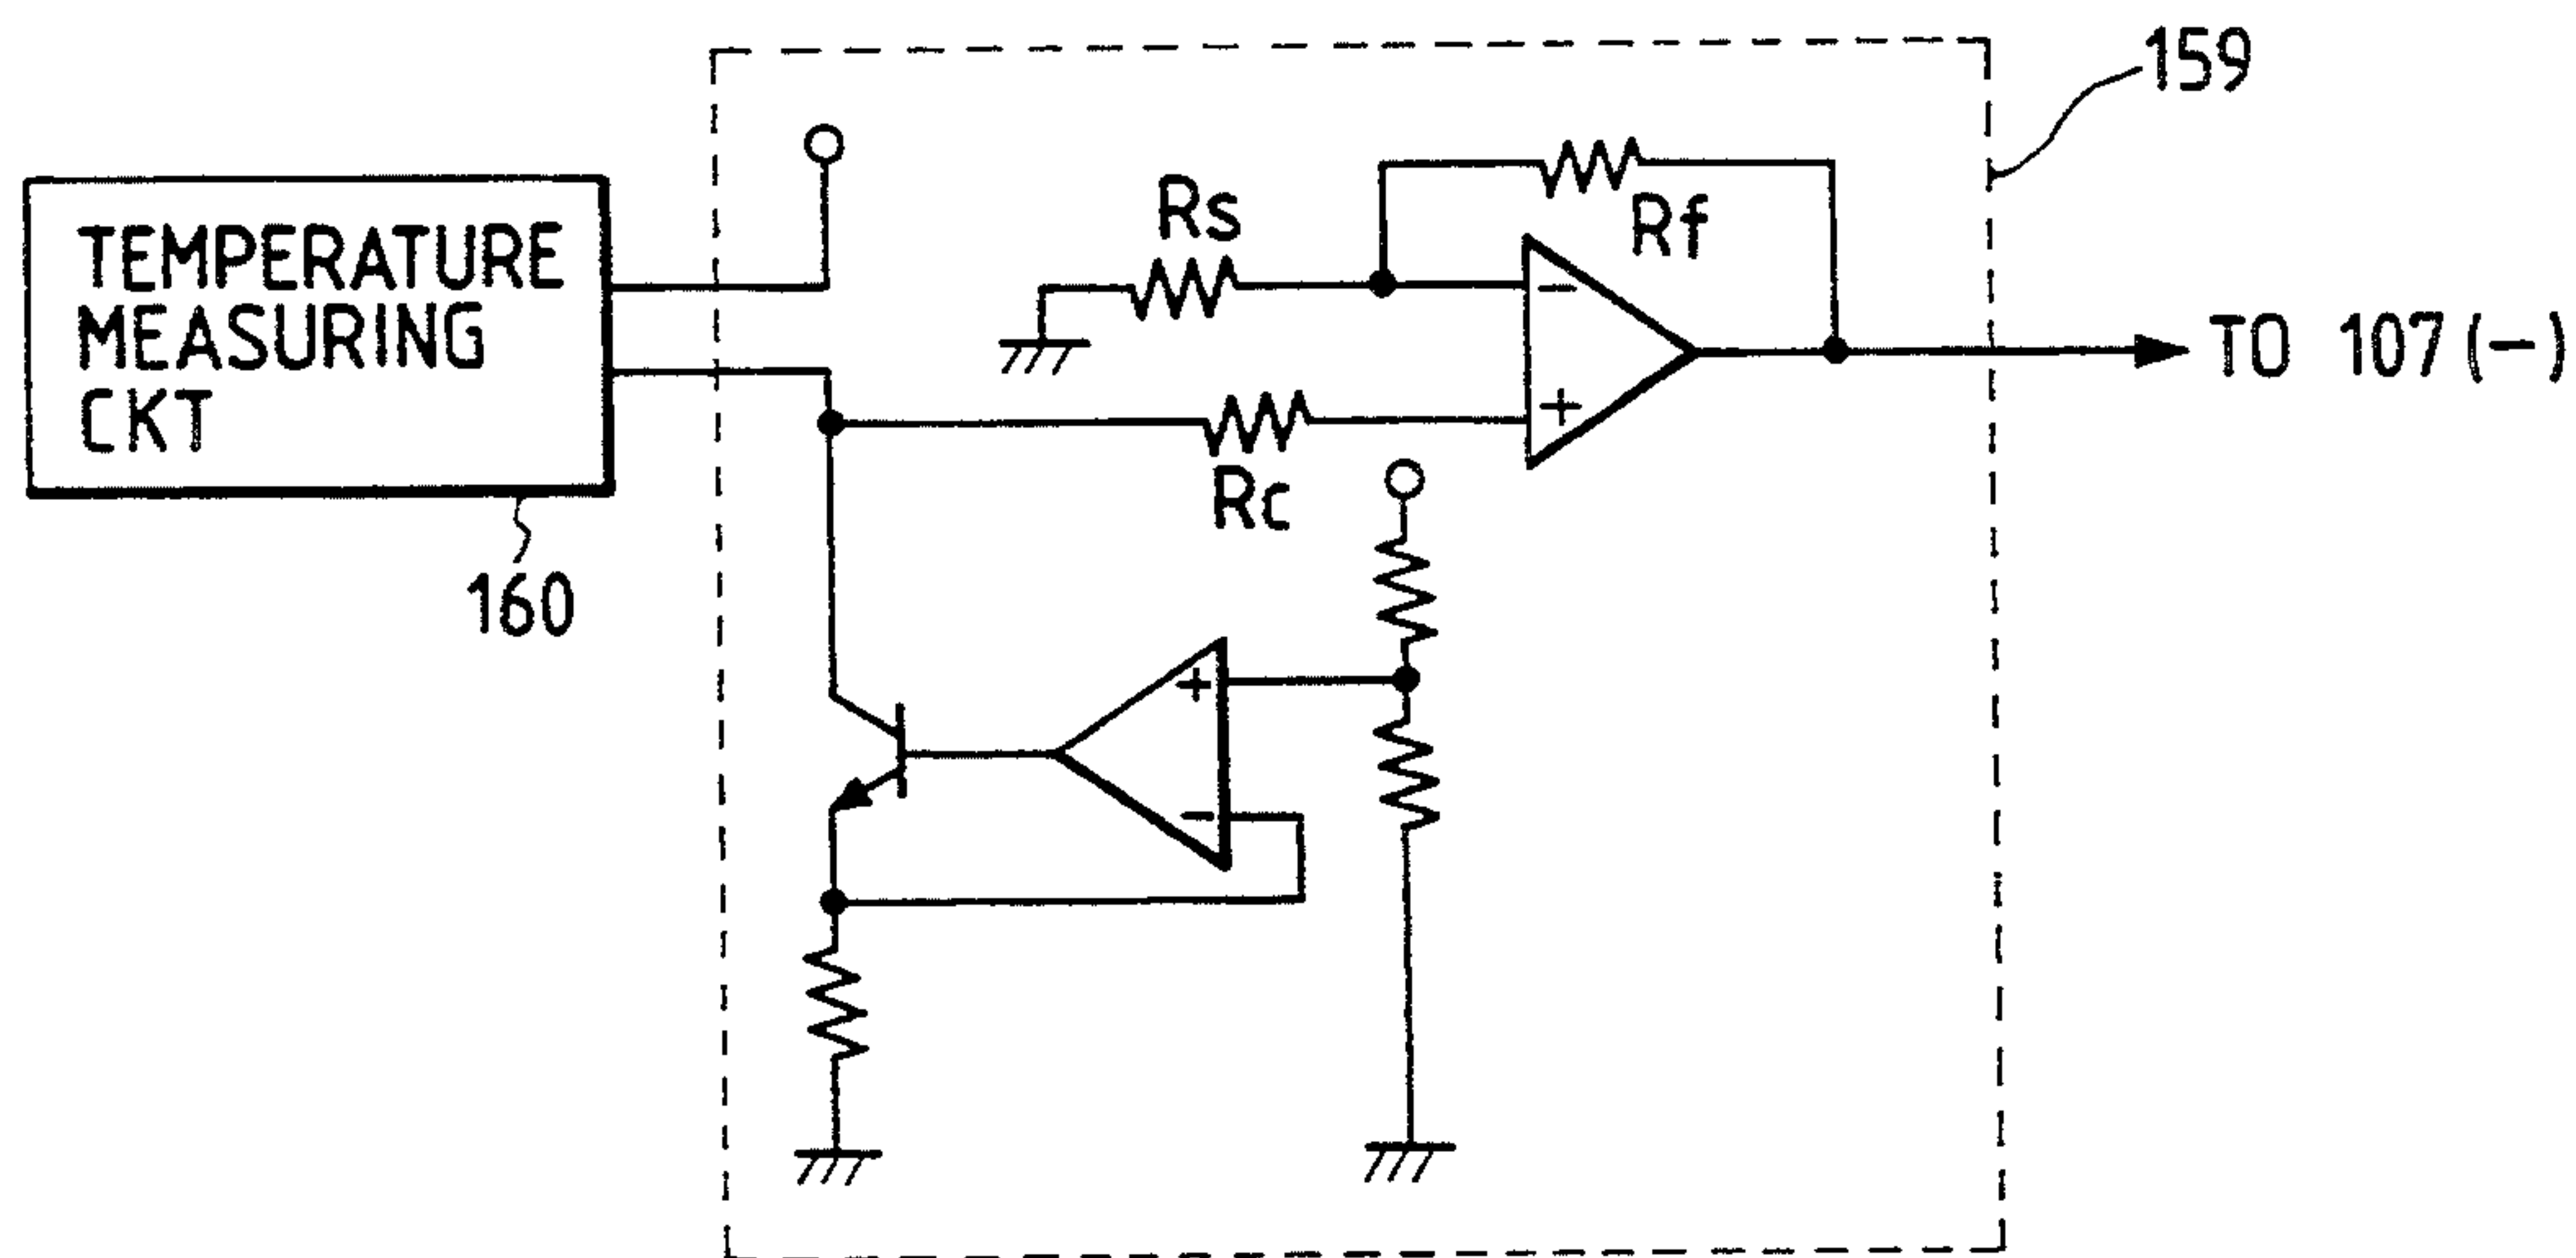 159
TEMPERATURE
MEASURING
CKT
160
Rs
Rf
-
+
Rc
TO 107 (-)
+
-